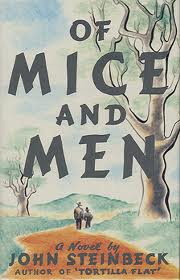 OF
MICE
AND
MEN
A Novel by
JOHN STEINBECK
AUTHOR OF 'TORTILLA FLAT'